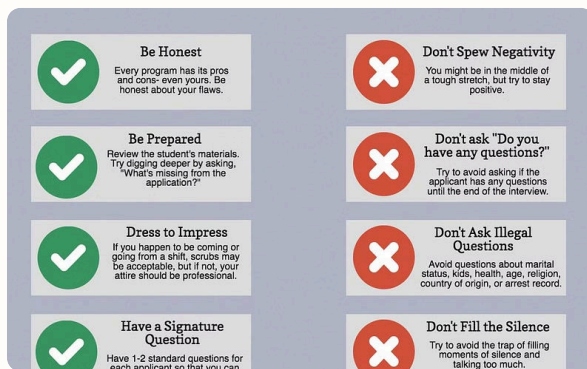 Be Honest
Every program has its pros
and cons- even yours. Be
honest about your flaws.
Be Prepared
Review the student's materials.
Try digging deeper by asking,
"What's missing from the
application?"
Dress to Impress
If you happen to be coming or
going from a shift, scrubs may
be acceptable, but if not, your
attire should be professional.
Have a Signature
Question
Have 1-2 standard questions for
each applicant so that you can
Don't Spew Negativity
You might be in the middle of
a tough stretch, but try to stay
positive.
Don't ask "Do you
have any questions?"
Try to avoid asking if the
applicant has any questions
until the end of the interview.
Don't Ask Illegal
Questions
Avoid questions about marital
status, kids, health, age, religion,
country of origin, or arrest record.
Don't Fill the Silence
Try to avoid the trap of filling
moments of silence and
talking too much.